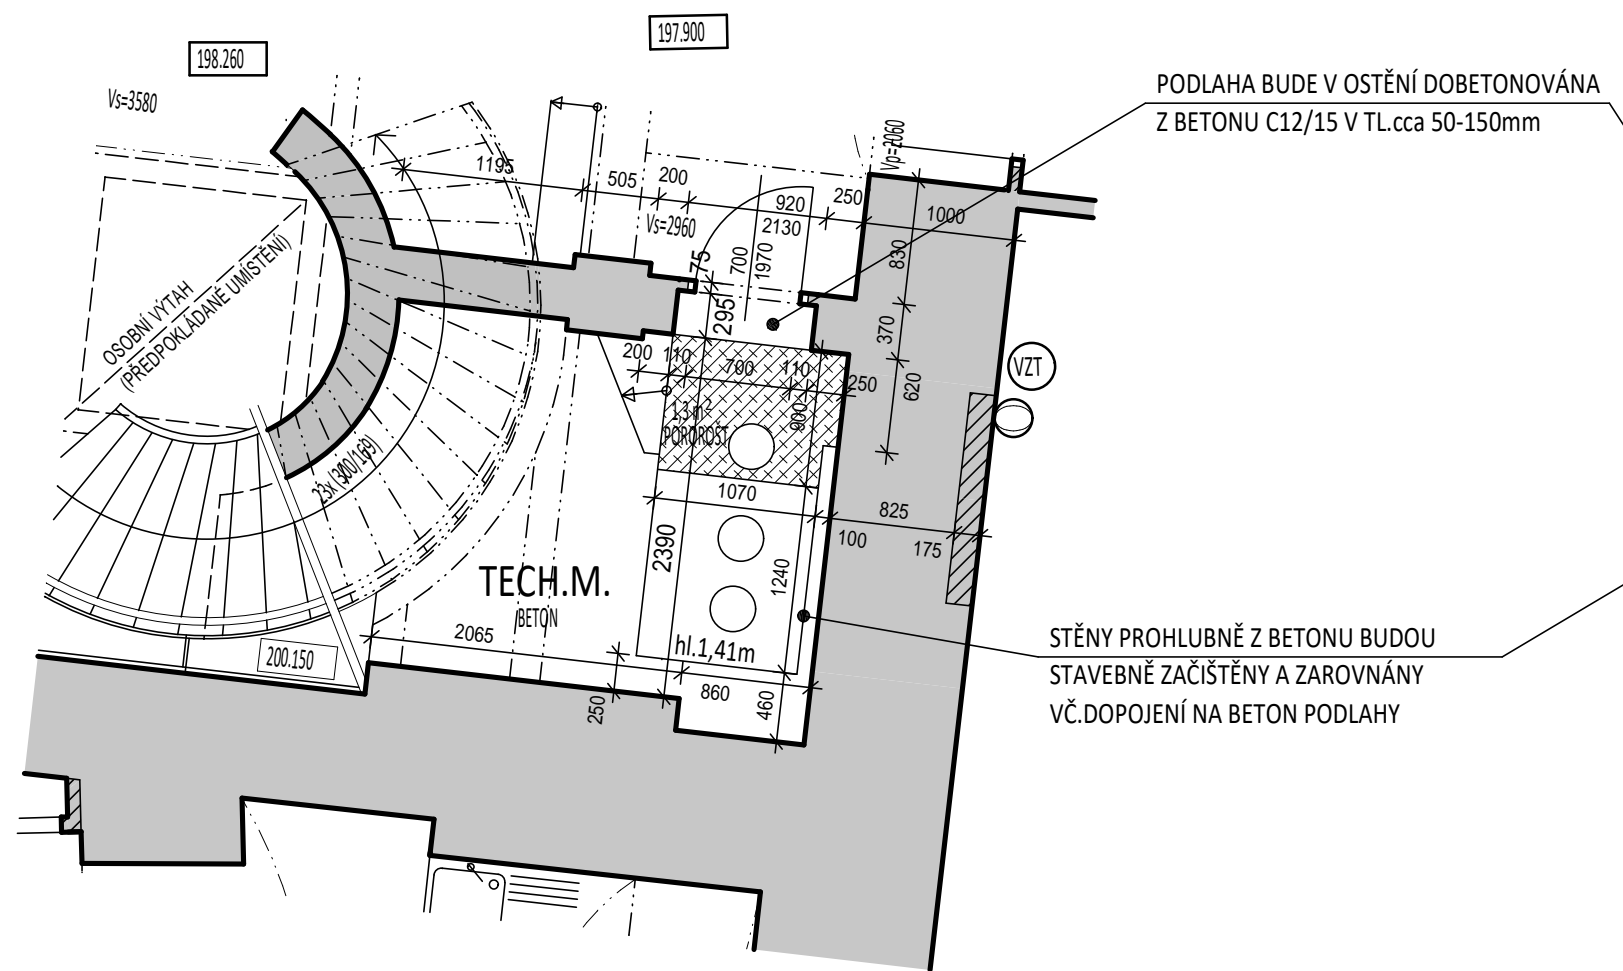 197.900
198.260
Vs=3580
PODLAHA BUDE V OSTĚNÍ DOBETONOVÁNA
Z BETONU C12/15 V TL.cca 50-150mm
Vp=2060
1195
505
200
920
2130
250
1000
Vs=2960
75
700
1970
830
295
370
620
VZT
OSOBNÍ VÝTAH
(PŘEDPOKLÁDANÉ UMÍSTĚNÍ)
200
110
700
110
250
900
1,3 m²
POROROŠT
23x (300/169)
1070
825
100
175
2390
1240
TECH.M.
BETON
2065
hl.1,41m
860
460
250
200.150
STĚNY PROHLUBNĚ Z BETONU BUDOU
STAVEBNĚ ZAČIŠTĚNY A ZAROVNÁNY
VČ.DOPOJENÍ NA BETON PODLAHY